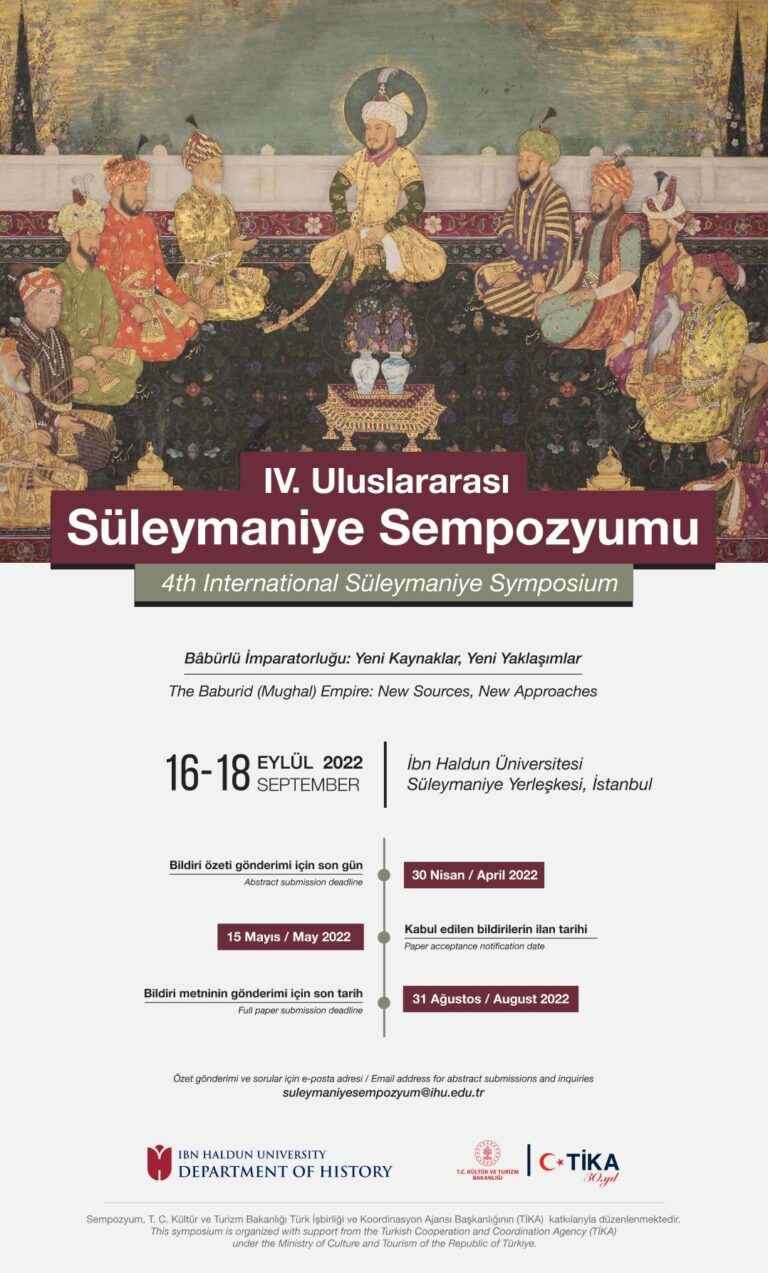 IV. Uluslararası
Süleymaniye Sempozyumu
4th International Süleymaniye Symposium
Bâbürlü İmparatorluğu: Yeni Kaynaklar, Yeni Yaklaşımlar
The Baburid (Mughal) Empire: New Sources, New Approaches
16-18 EYLÜL 2022
SEPTEMBER
İbn Haldun Üniversitesi
Süleymaniye Yerleşkesi, İstanbul
Bildiri özeti gönderimi için son gün
Abstract submission deadline
30 Nisan / April 2022
15 Mayıs / May 2022
Kabul edilen bildirilerin ilan tarihi
Paper acceptance notification date
Bildiri metninin gönderimi için son tarih
Full paper submission deadline
31 Ağustos / August 2022
Özet gönderimi ve sorular için e-posta adresi / Email address for abstract submissions and inquiries
suleymaniyesempozyum@ihu.edu.tr
IBN HALDUN UNIVERSITY
DEPARTMENT OF HISTORY
T.C. KÜLTÜR VE TURİZM
BAKANLIĞI
TİKA
30.yıl
Sempozyum, T. C. Kültür ve Turizm Bakanlığı Türk İşbirliği ve Koordinasyon Ajansı Başkanlığının (TİKA) katkılarıyla düzenlenmektedir.
This symposium is organized with support from the Turkish Cooperation and Coordination Agency (TİKA)
under the Ministry of Culture and Tourism of the Republic of Türkiye.